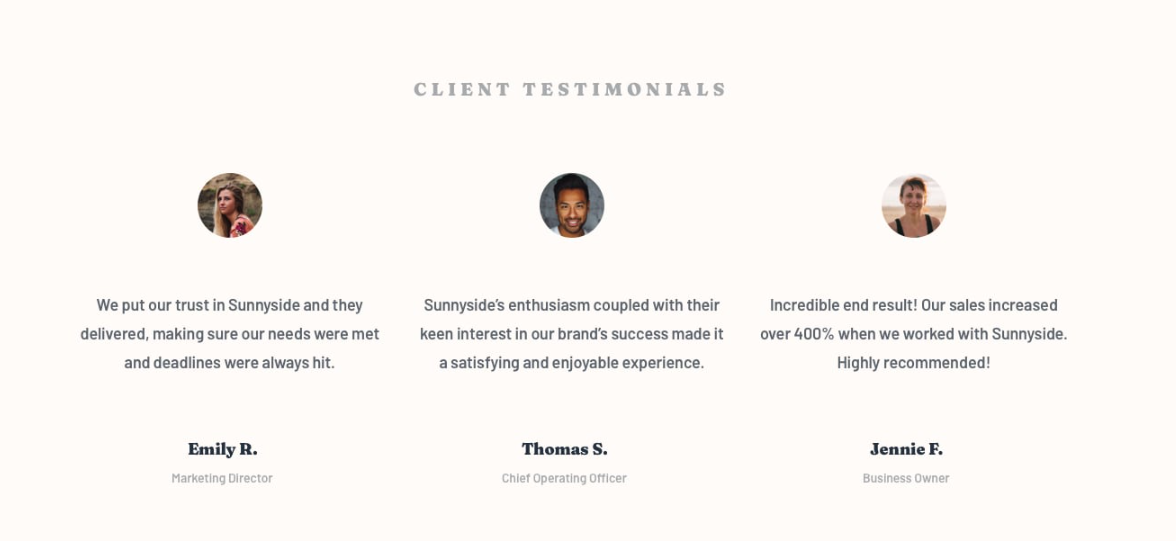 CLIENT TESTIMONIALS
We put our trust in Sunnyside and they
delivered, making sure our needs were met
and deadlines were always hit.
Emily R.
Marketing Director
Sunnyside’s enthusiasm coupled with their
keen interest in our brand’s success made it
a satisfying and enjoyable experience.
Thomas S.
Chief Operating Officer
Incredible end result! Our sales increased
over 400% when we worked with Sunnyside.
Highly recommended!
Jennie F.
Business Owner